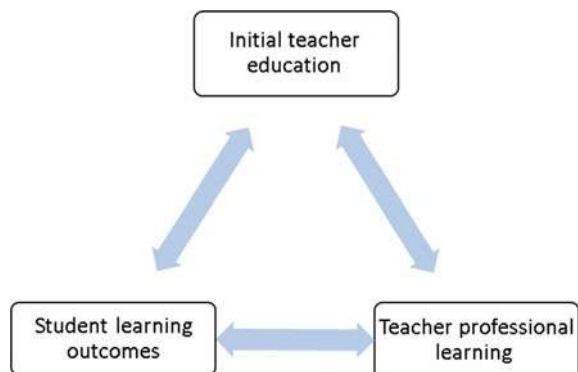 Initial teacher
education
Student learning
outcomes
Teacher professional
learning